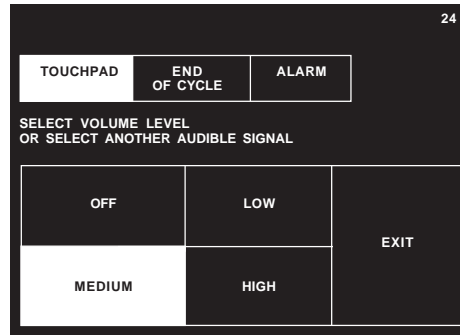 24
TOUCHPAD
END
OF CYCLE
ALARM
SELECT VOLUME LEVEL
OR SELECT ANOTHER AUDIBLE SIGNAL
OFF
LOW
EXIT
MEDIUM
HIGH